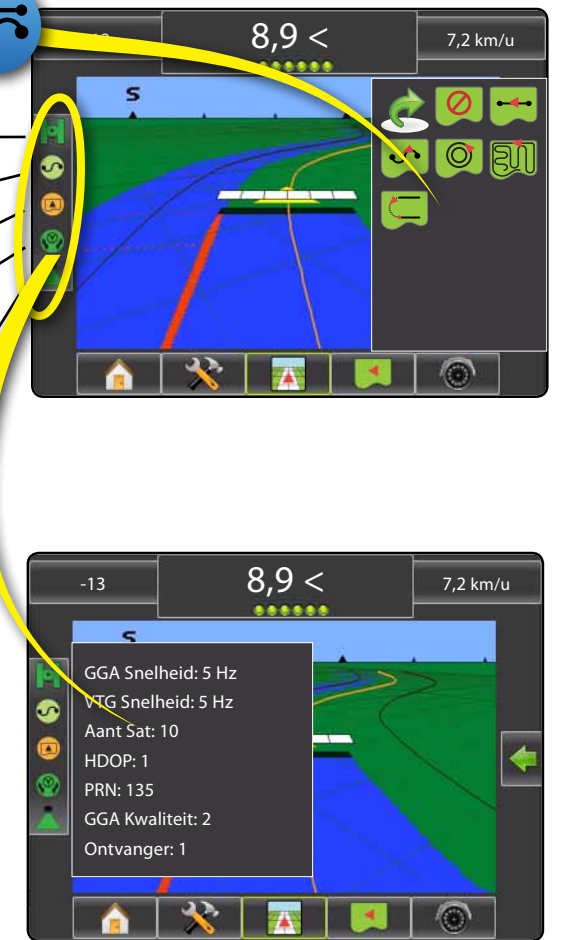 8,9 <
7,2 km/u
S
-13
8,9 <
7,2 km/u
S
GGA Snelheid: 5 Hz
VTG Snelheid: 5 Hz
Aant Sat: 10
HDOP: 1
PRN: 135
GGA Kwaliteit: 2
Ontvanger: 1